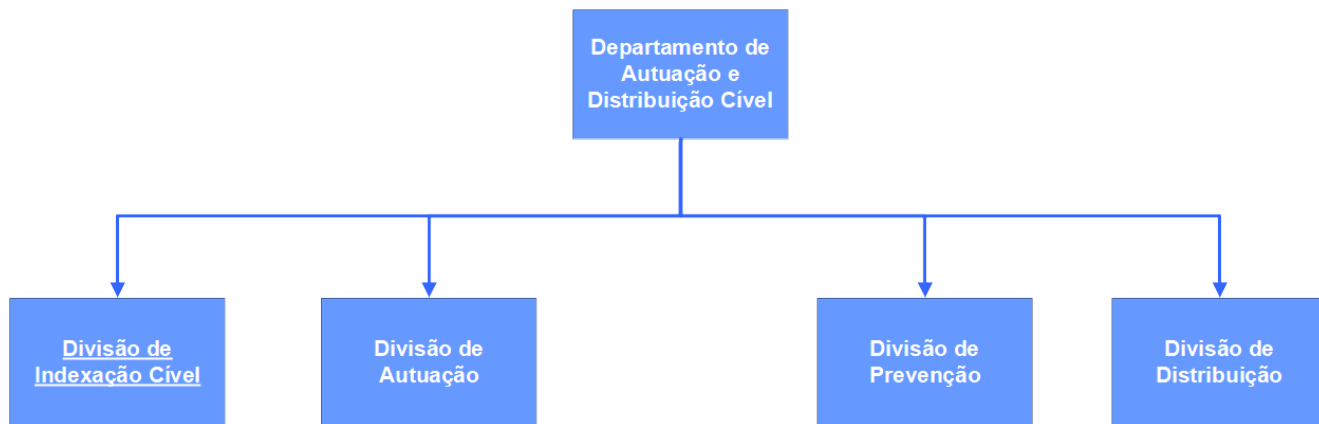 Departamento de
Autuação e
Distribuição Cível
Divisão de
Indexação Cível
Divisão de
Autuação
Divisão de
Prevenção
Divisão de
Distribuição